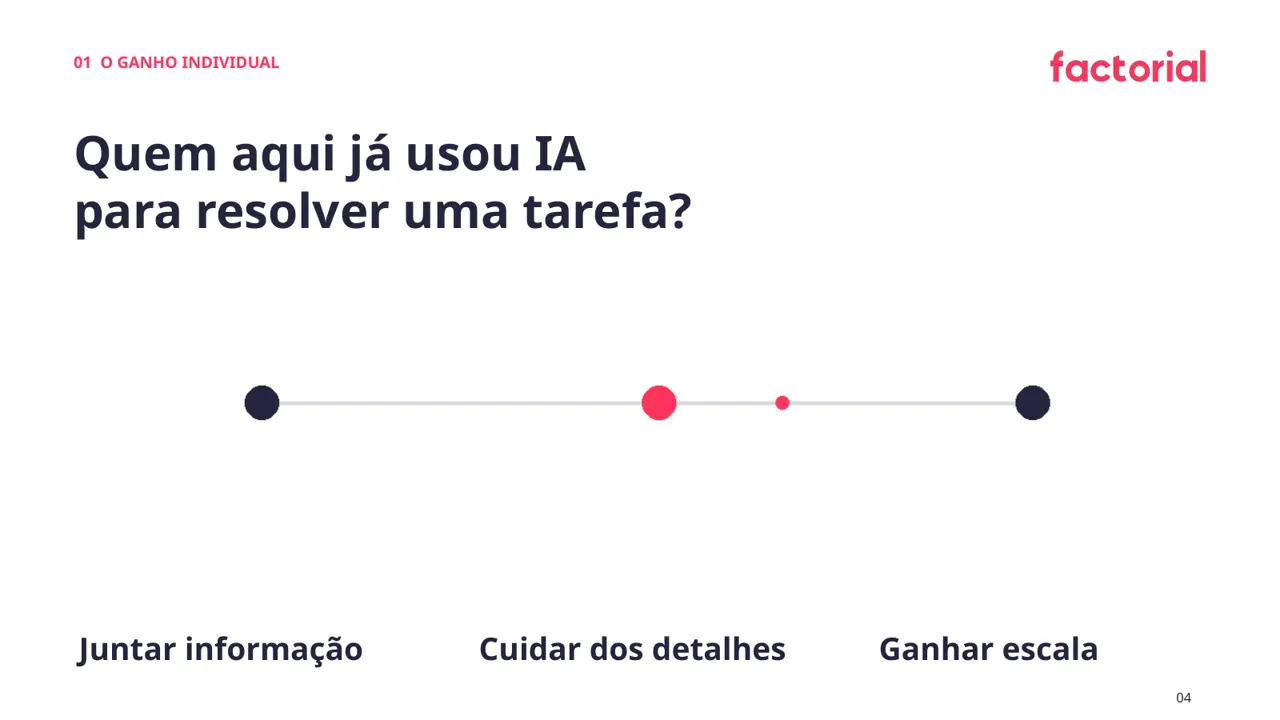 01 O GANHO INDIVIDUAL
factorial
Quem aqui já usou IA
para resolver uma tarefa?
Juntar informação
Cuidar dos detalhes
Ganhar escala
04